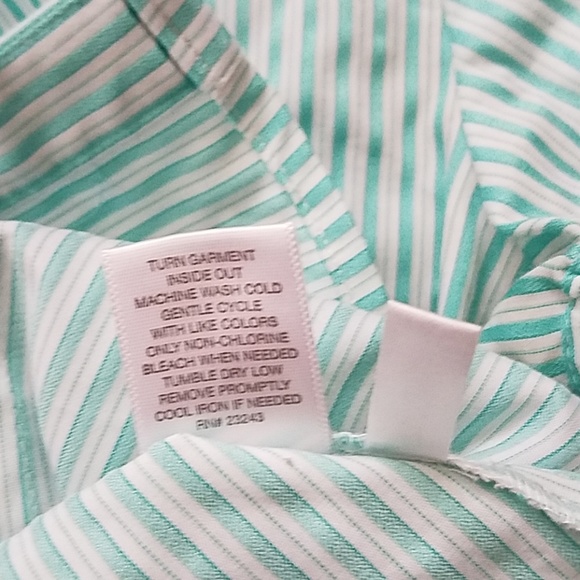 TURN GARMENT
INSIDE OUT
MACHINE WASH COLD
GENTLE CYCLE
WITH LIKE COLORS
ONLY NON-CHLORINE
BLEACH WHEN NEEDED
TUMBLE DRY LOW
REMOVE PROMPTLY
COOL IRON IF NEEDED
RN# 23243